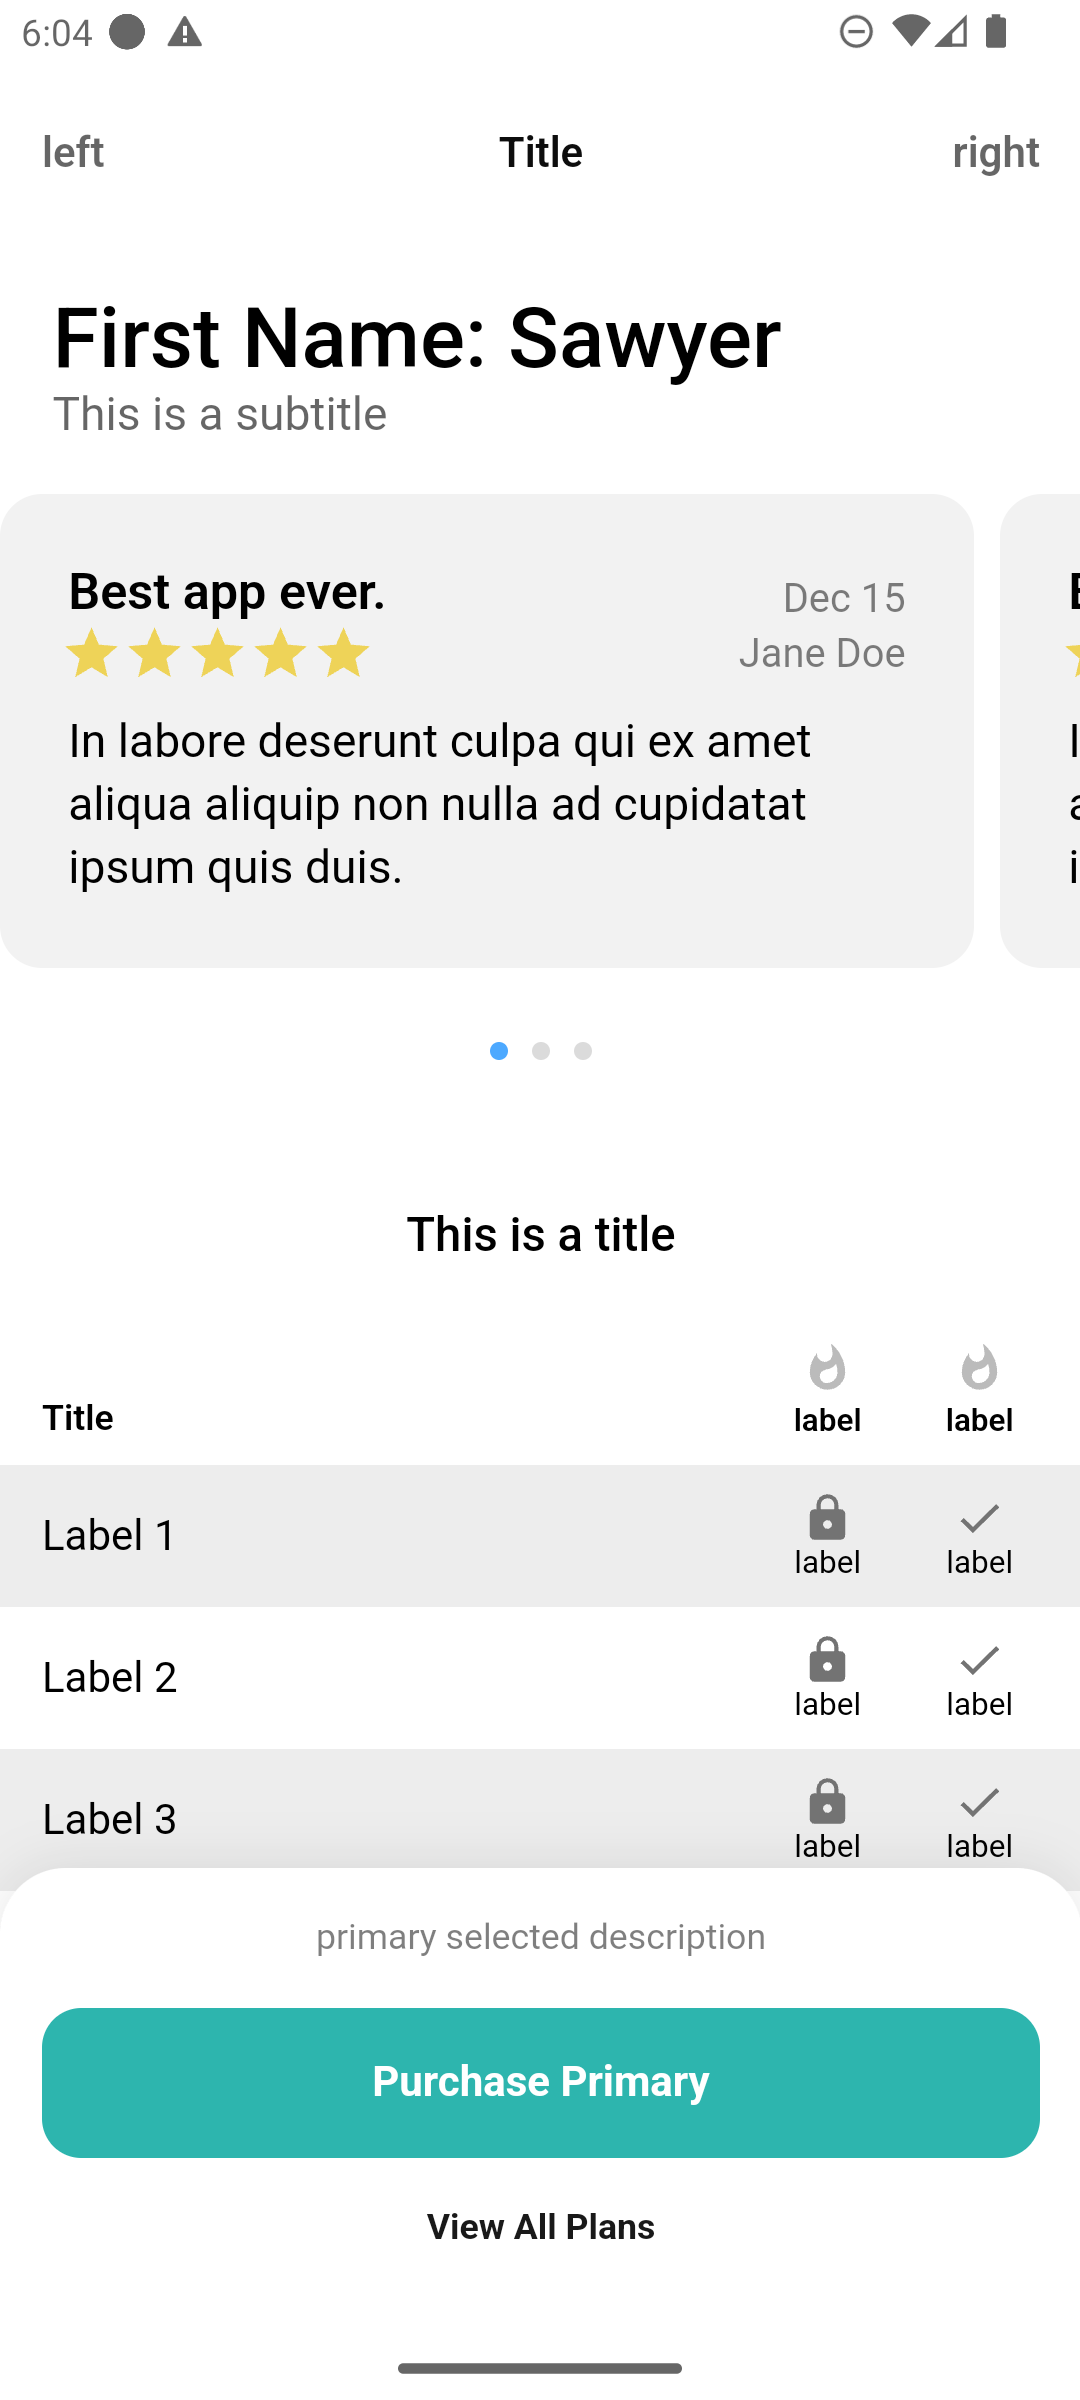 6:04
left Title right
First Name: Sawyer
This is a subtitle
Best app ever.
Dec 15
Jane Doe
In labore deserunt culpa qui ex amet
aliqua aliquip non nulla ad cupidatat
ipsum quis duis.
This is a title
Title label label
Label 1 label label
Label 2 label label
Label 3 label label
primary selected description
Purchase Primary
View All Plans